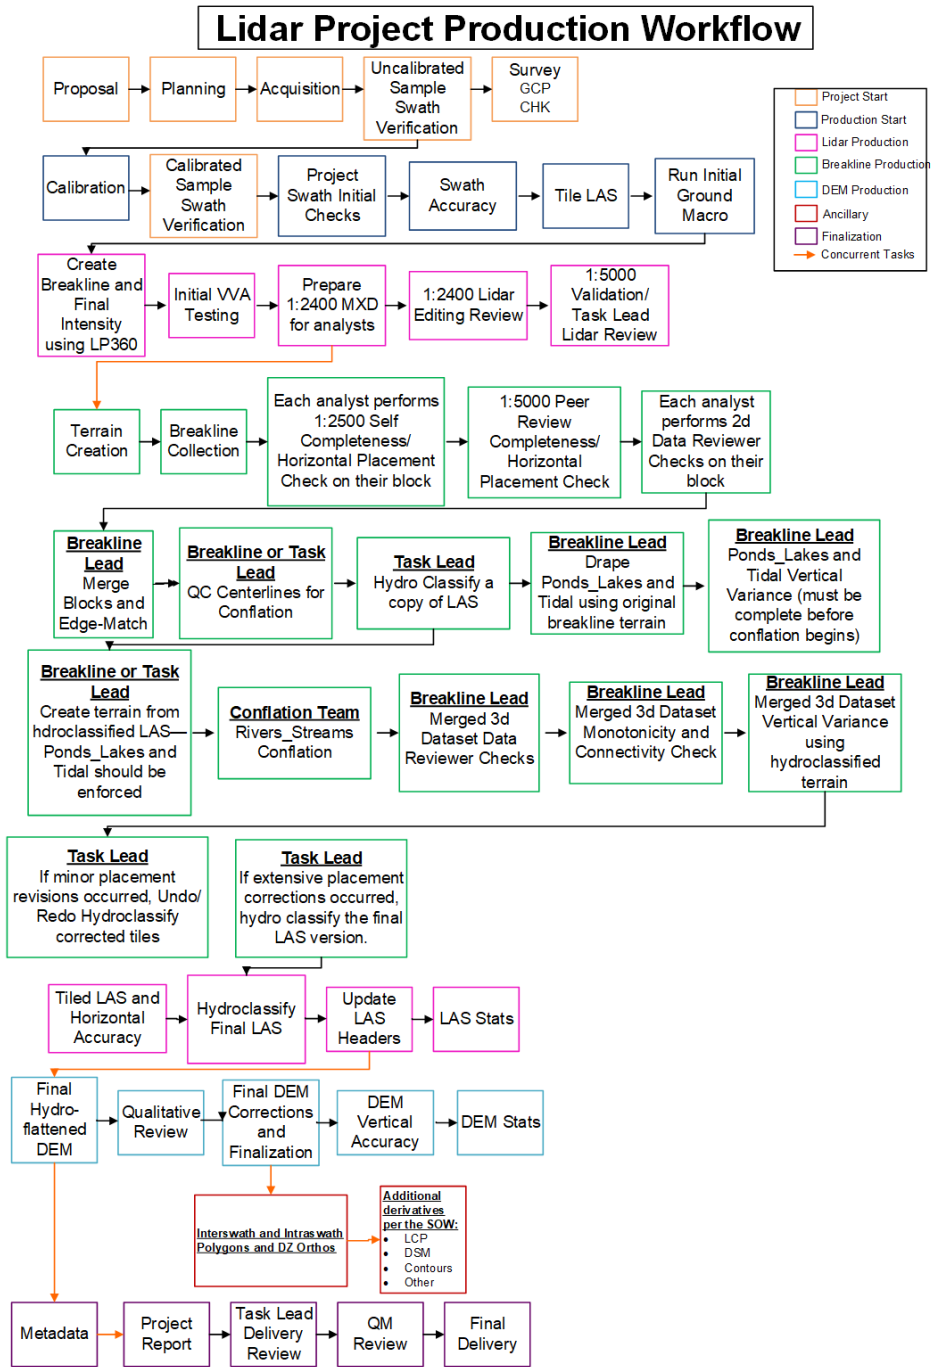 Lidar Project Production Workflow
Proposal
Planning
Acquisition
Uncalibrated
Sample
Swath
Verification
Survey
GCP
CHK
Project Start
Production Start
Lidar Production
Breakline Production
DEM Production
Ancillary
Finalization
Concurrent Tasks
Calibration
Calibrated
Sample
Swath
Verification
Project
Swath Initial
Checks
Swath
Accuracy
Tile LAS
Run Initial
Ground
Macro
Create
Breakline and
Final
Intensity
using LP360
Initial VVA
Testing
Prepare
1:2400 MXD
for analysts
1:2400 Lidar
Editing Review
1:5000
Validation/
Task Lead
Lidar Review
Terrain
Creation
Breakline
Collection
Each analyst performs
1:2500 Self
Completeness/
Horizontal Placement
Check on their block
1:5000 Peer
Review
Completeness/
Horizontal
Placement Check
Each analyst
performs 2d
Data Reviewer
Checks on their
block
Breakline
Lead
Merge
Blocks and
Edge-Match
Breakline or Task
Lead
QC Centerlines for
Conflation
Task Lead
Hydro Classify a
copy of LAS
Breakline Lead
Drape
Ponds_Lakes and
Tidal using original
breakline terrain
Breakline Lead
Ponds_Lakes and
Tidal Vertical
Variance (must be
complete before
conflation begins)
Breakline or Task
Lead
Create terrain from
hdroclassified LAS—
Ponds_Lakes and
Tidal should be
enforced
Conflation Team
Rivers_Streams
Conflation
Breakline Lead
Merged 3d
Dataset Data
Reviewer Checks
Breakline Lead
Merged 3d Dataset
Monotonicity and
Connectivity Check
Breakline Lead
Merged 3d Dataset
Vertical Variance
using
hydroclassified
terrain
Task Lead
If minor placement
revisions occurred, Undo/
Redo Hydroclassify
corrected tiles
Task Lead
If extensive placement
corrections occurred,
hydro classify the final
LAS version.
Tiled LAS and
Horizontal
Accuracy
Hydroclassify
Final LAS
Update
LAS
Headers
LAS Stats
Final
Hydro-
flattened
DEM
Qualitative
Review
Final DEM
Corrections
and
Finalization
DEM
Vertical
Accuracy
DEM Stats
Interswath and Intraswath
Polygons and DZ Orthos
Additional
derivatives
per the SOW:
• LCP
• DSM
• Contours
• Other
Metadata
Project
Report
Task Lead
Delivery
Review
QM
Review
Final
Delivery